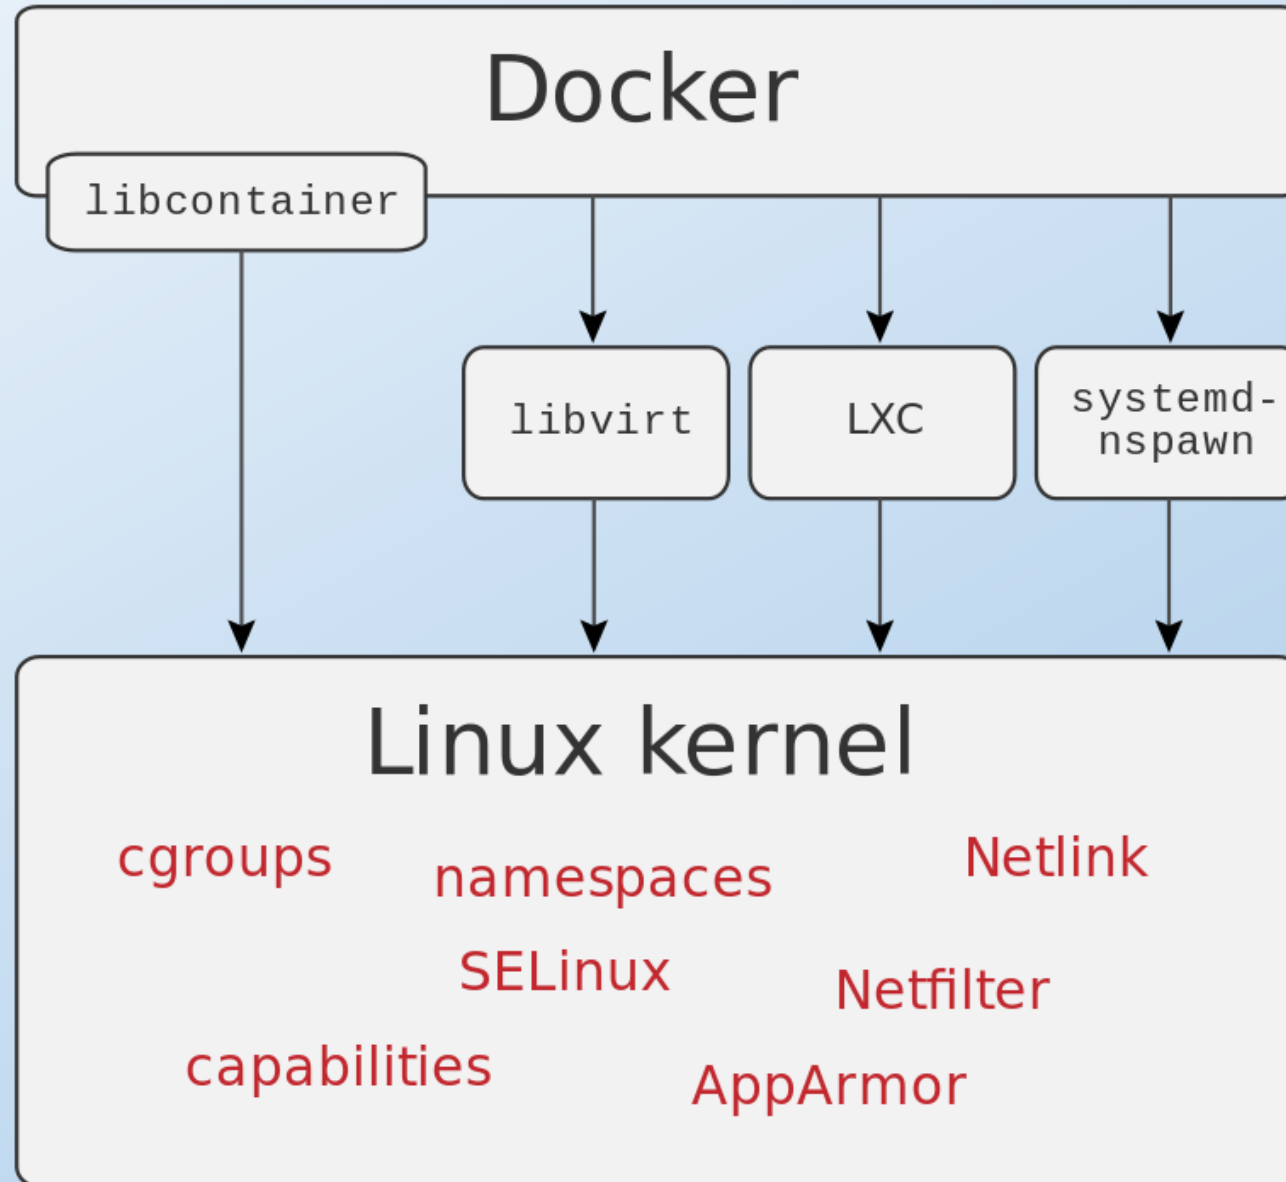 Docker
libcontainer
libvirt
LXC
systemd-
nspawn
Linux kernel
cgroups
namespaces
Netlink
SELinux
Netfilter
capabilities
AppArmor